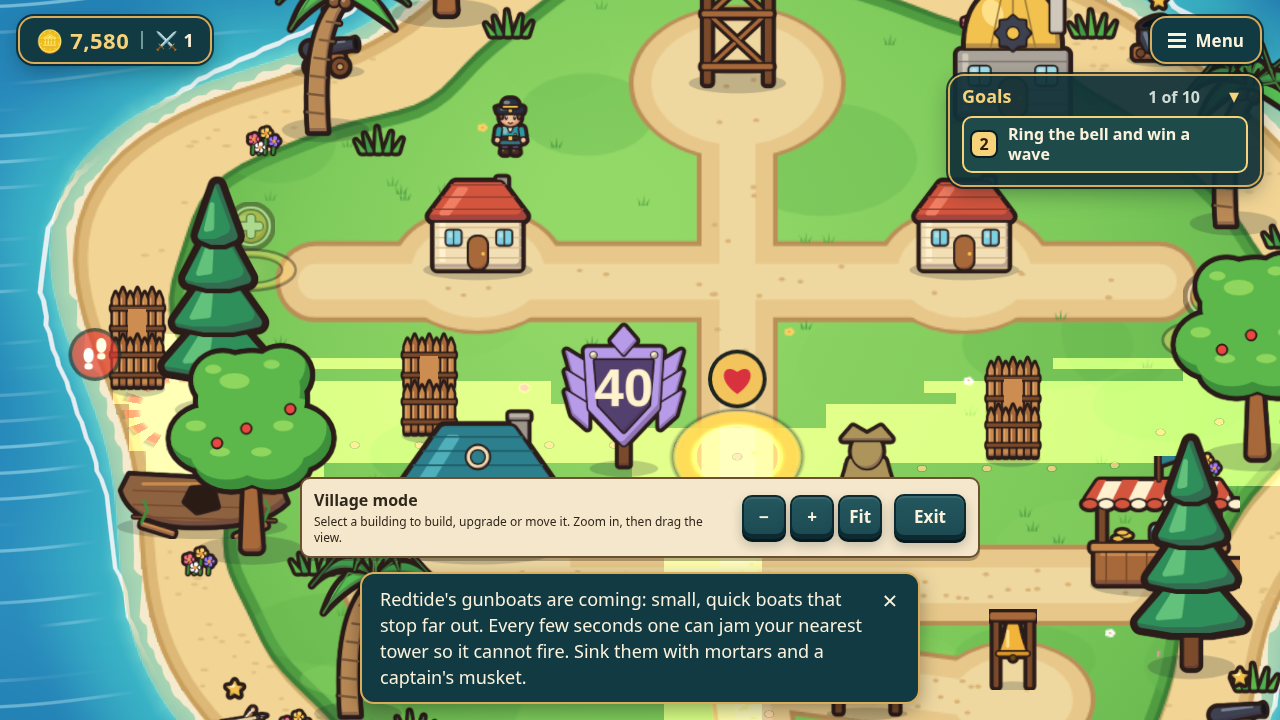 7,580
1
Menu
Goals
1 of 10
2
Ring the bell and win a
wave
40
Village mode
Select a building to build, upgrade or move it. Zoom in, then drag the
view.
−
+
Fit
Exit
Redtide's gunboats are coming: small, quick boats that
stop far out. Every few seconds one can jam your nearest
tower so it cannot fire. Sink them with mortars and a
captain's musket.